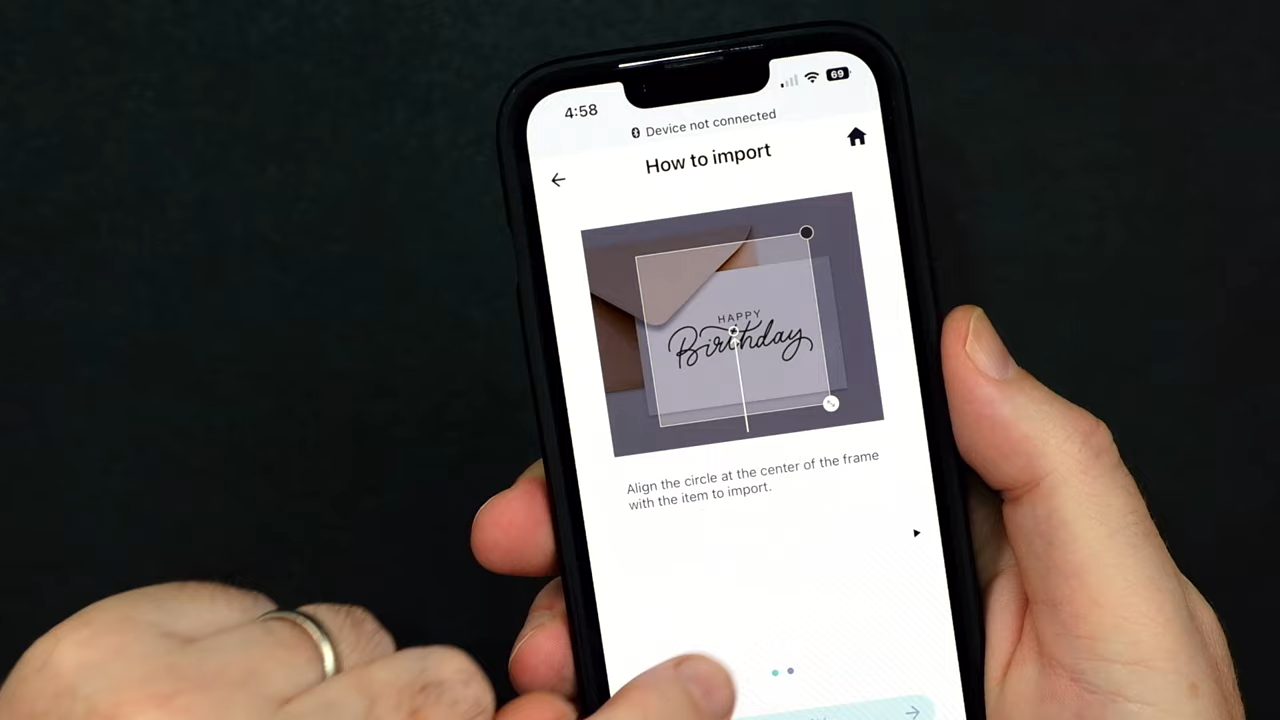 4:58
69
Device not connected
How to import
HAPPY
Birthday
Align the circle at the center of the frame
with the item to import.